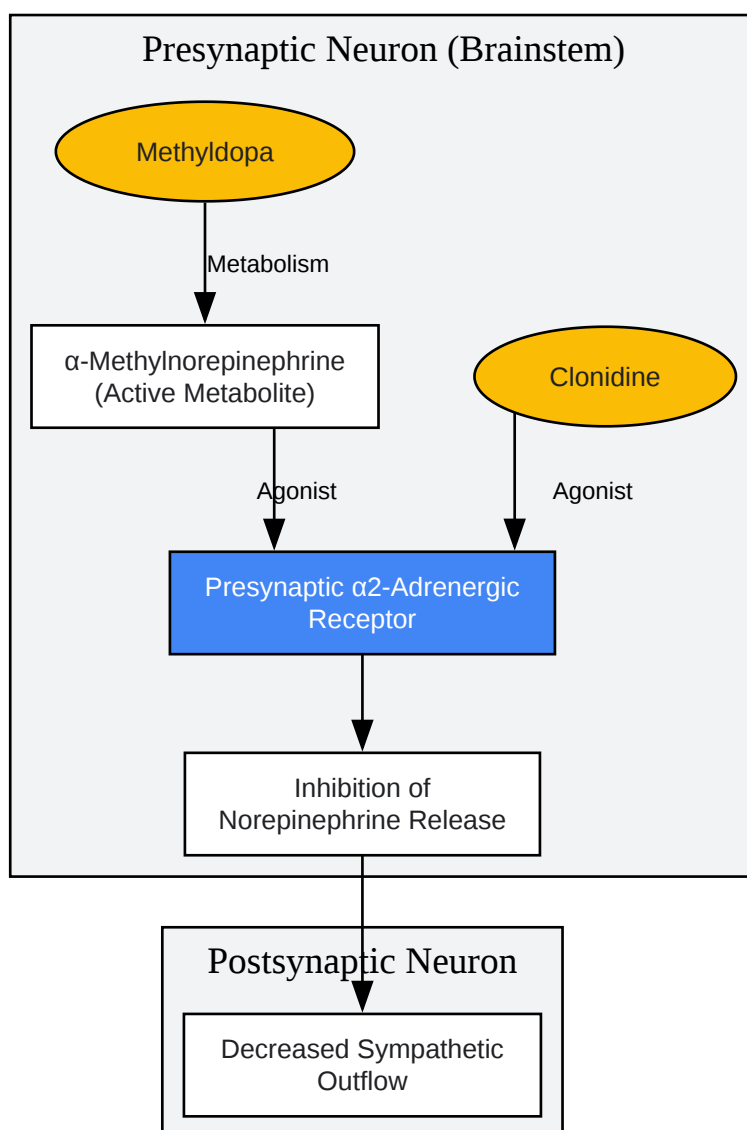 Presynaptic Neuron (Brainstem)
Methyldopa
Metabolism
α-Methylnorepinephrine
(Active Metabolite)
Clonidine
Agonist
Agonist
Presynaptic α2-Adrenergic
Receptor
Inhibition of
Norepinephrine Release
Postsynaptic Neuron
Decreased Sympathetic
Outflow